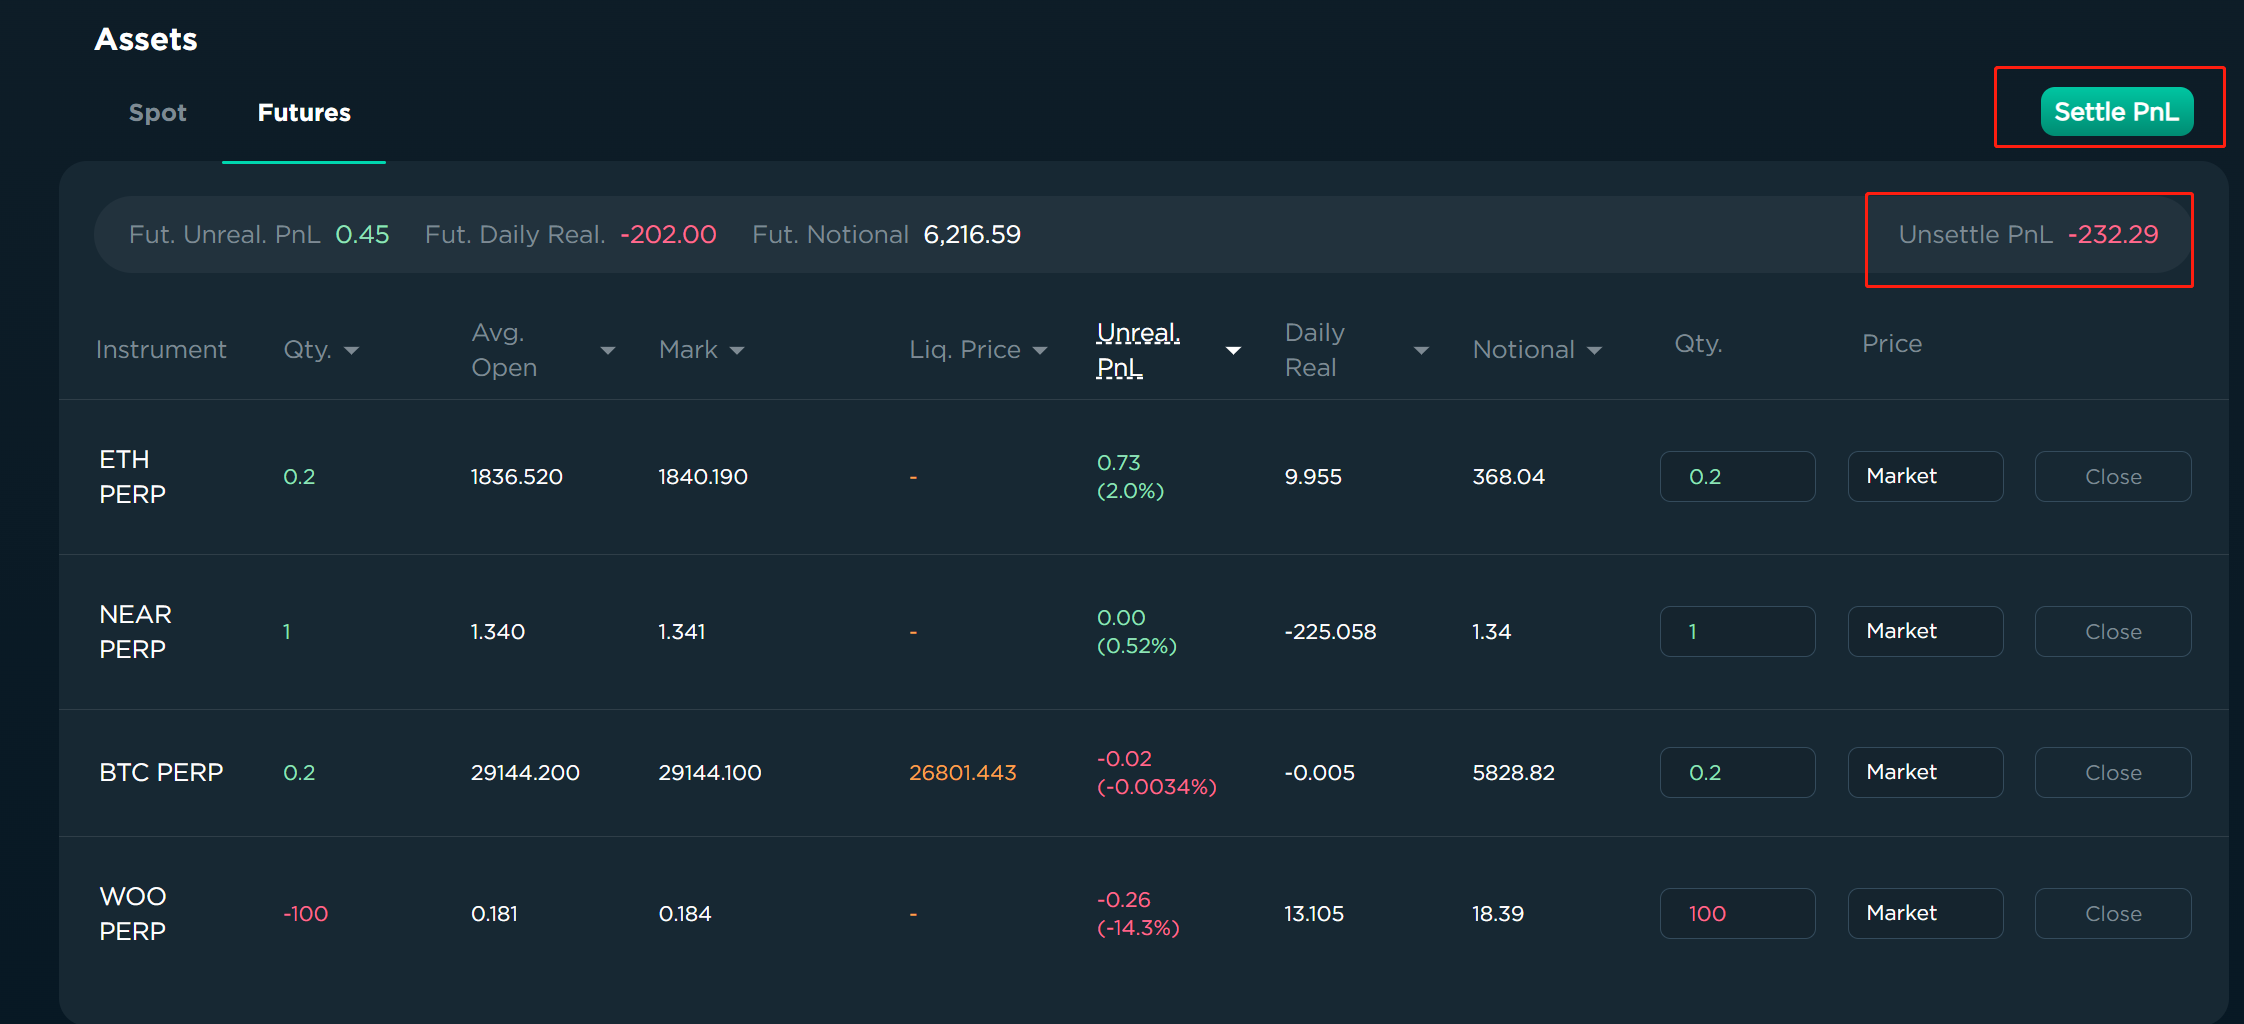 Assets
Spot Futures Settle PnL
Fut. Unreal. PnL 0.45 Fut. Daily Real. -202.00 Fut. Notional 6,216.59 Unsettle PnL -232.29
Instrument Qty. Avg. Open Mark Liq. Price Unreal. PnL Daily Real Notional Qty. Price
ETH PERP 0.2 1836.520 1840.190 - 0.73 (2.0%) 9.955 368.04 0.2 Market Close
NEAR PERP 1 1.340 1.341 - 0.00 (0.52%) -225.058 1.34 1 Market Close
BTC PERP 0.2 29144.200 29144.100 26801.443 -0.02 (-0.0034%) -0.005 5828.82 0.2 Market Close
WOO PERP -100 0.181 0.184 - -0.26 (-14.3%) 13.105 18.39 100 Market Close